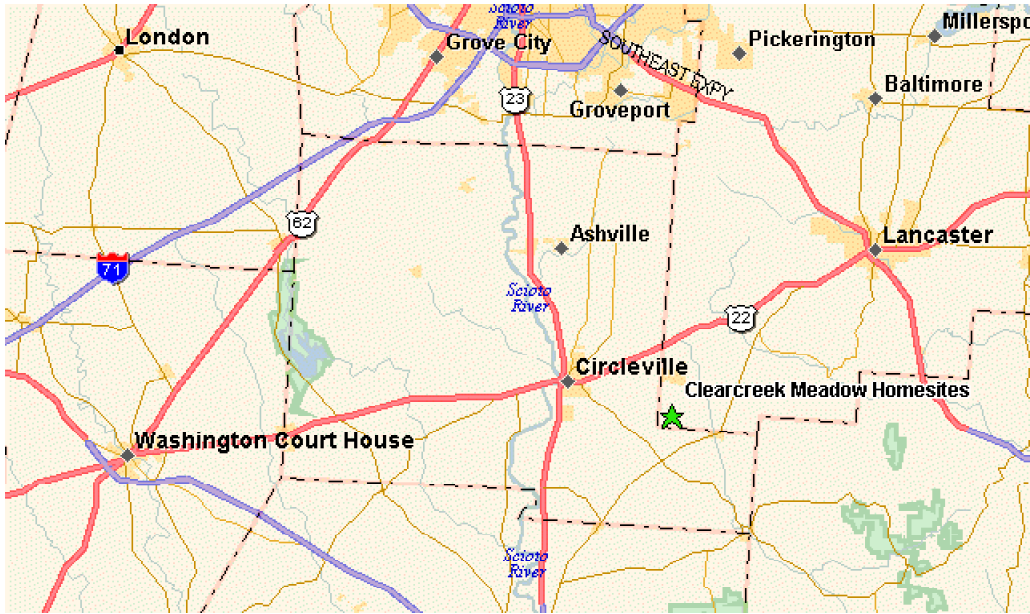 Scioto
River
Millerspo
London
Grove City
Pickerington
SOUTHEAST EXPY
Baltimore
23
Groveport
62
Ashville
Lancaster
71
Scioto
River
22
Circleville
Clearcreek Meadow Homesites
Washington Court House
Scioto
River